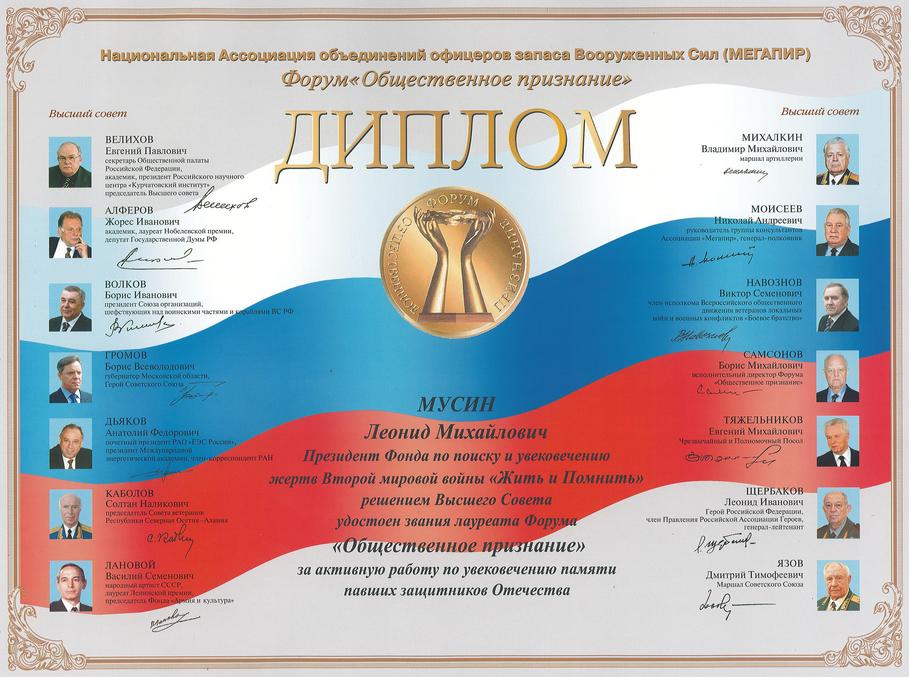 Национальная Ассоциация объединений офицеров запаса Вооруженных Сил (МЕГАПИР)
Форум «Общественное признание»
ДИПЛОМ
Высший совет
ВЕЛИХОВ
Евгений Павлович
секретарь Общественной палаты
Российской Федерации,
академик, президент Российского научного
центра «Курчатовский институт»
председатель Высшего совета
АЛФЕРОВ
Жорес Иванович
академик, лауреат Нобелевской премии,
депутат Государственной Думы РФ
ВОЛКОВ
Борис Иванович
президент Союза организаций,
шефствующих над воинскими частями и кораблями ВС РФ
ГРОМОВ
Борис Всеволодович
губернатор Московской области,
Герой Советского Союза
ДЬЯКОВ
Анатолий Федорович
почетный президент РАО «ЕЭС России»,
президент Международной
энергетической академии, член-корреспондент РАН
КАБОЛОВ
Солтан Наликович
председатель Совета ветеранов
Республики Северная Осетия–Алания
ЛАНОВОЙ
Василий Семенович
народный артист СССР,
лауреат Ленинской премии,
председатель Фонда «Армия и культура»
ФОРУМ
ОБЩЕСТВЕННОЕ
ПРИЗНАНИЕ
МУСИН
Леонид Михайлович
Президент Фонда по поиску и увековечению
жертв Второй мировой войны «Жить и Помнить»
решением Высшего Совета
удостоен звания лауреата Форума
«Общественное признание»
за активную работу по увековечению памяти
павших защитников Отечества
Высший совет
МИХАЛКИН
Владимир Михайлович
маршал артиллерии
МОИСЕЕВ
Николай Андреевич
руководитель группы консультантов
Ассоциации «Мегапир», генерал-полковник
НАВОЗНОВ
Виктор Семенович
член исполкома Всероссийского общественного
движения ветеранов локальных
войн и военных конфликтов «Боевое братство»
САМСОНОВ
Борис Михайлович
исполнительный директор Форума
«Общественное признание»
ТЯЖЕЛЬНИКОВ
Евгений Михайлович
Чрезвычайный и Полномочный Посол
ЩЕРБАКОВ
Леонид Иванович
Герой Российской Федерации,
член Правления Российской Ассоциации Героев,
генерал-лейтенант
ЯЗОВ
Дмитрий Тимофеевич
Маршал Советского Союза